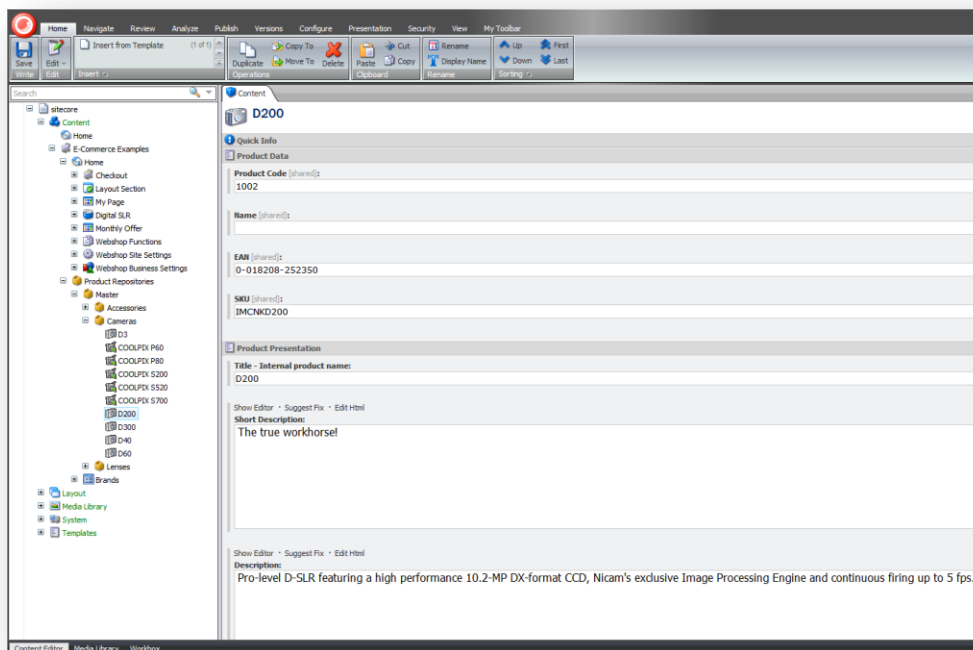 Home Navigate Review Analyze Publish Versions Configure Presentation Security View My Toolbar
Save
Write
Edit
Edit
Insert from Template (1 of 1)
Insert
Duplicate
Copy To
Move To
Delete
Operations
Paste
Cut
Copy
Clipboard
Rename
Display Name
Rename
Up
Down
First
Last
Sorting
Search
sitecore
Content
Home
E-Commerce Examples
Home
Checkout
Layout Section
My Page
Digital SLR
Monthly Offer
Webshop Functions
Webshop Site Settings
Webshop Business Settings
Product Repositories
Master
Accessories
Cameras
D3
COOLPIX P60
COOLPIX P80
COOLPIX S200
COOLPIX S520
COOLPIX S700
D200
D300
D40
D60
Lenses
Brands
Layout
Media Library
System
Templates
Content
D200
Quick Info
Product Data
Product Code [shared]:
1002
Name [shared]:
EAN [shared]:
0-018208-252350
SKU [shared]:
IMCNKD200
Product Presentation
Title - Internal product name:
D200
Show Editor · Suggest Fix · Edit Html
Short Description:
The true workhorse!
Show Editor · Suggest Fix · Edit Html
Description:
Pro-level D-SLR featuring a high performance 10.2-MP DX-format CCD, Nicam's exclusive Image Processing Engine and continuous firing up to 5 fps.
Content Editor Media Library Workbox